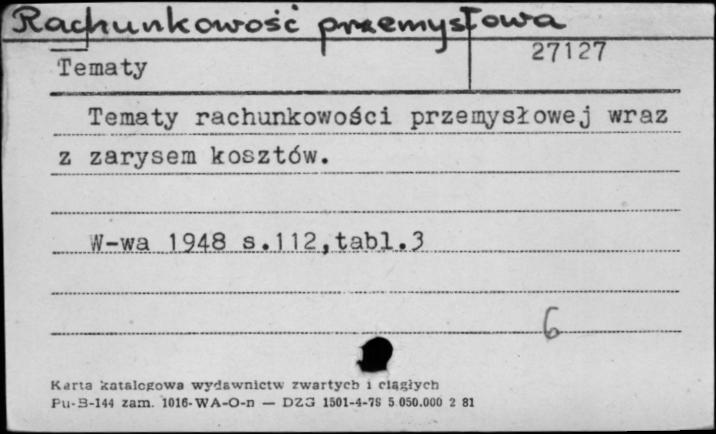 Rachunkowość przemysłowa
27127
Tematy
Tematy rachunkowości przemysłowej wraz
z zarysem kosztów.
W-wa 1948 s.112,tabl.3
6
Karta katalogowa wydawnictw zwartych i ciągłych
Pu-B-144 zam. 1016-WA-O-n — DZG 1501-4-78 5.050.000 2 81